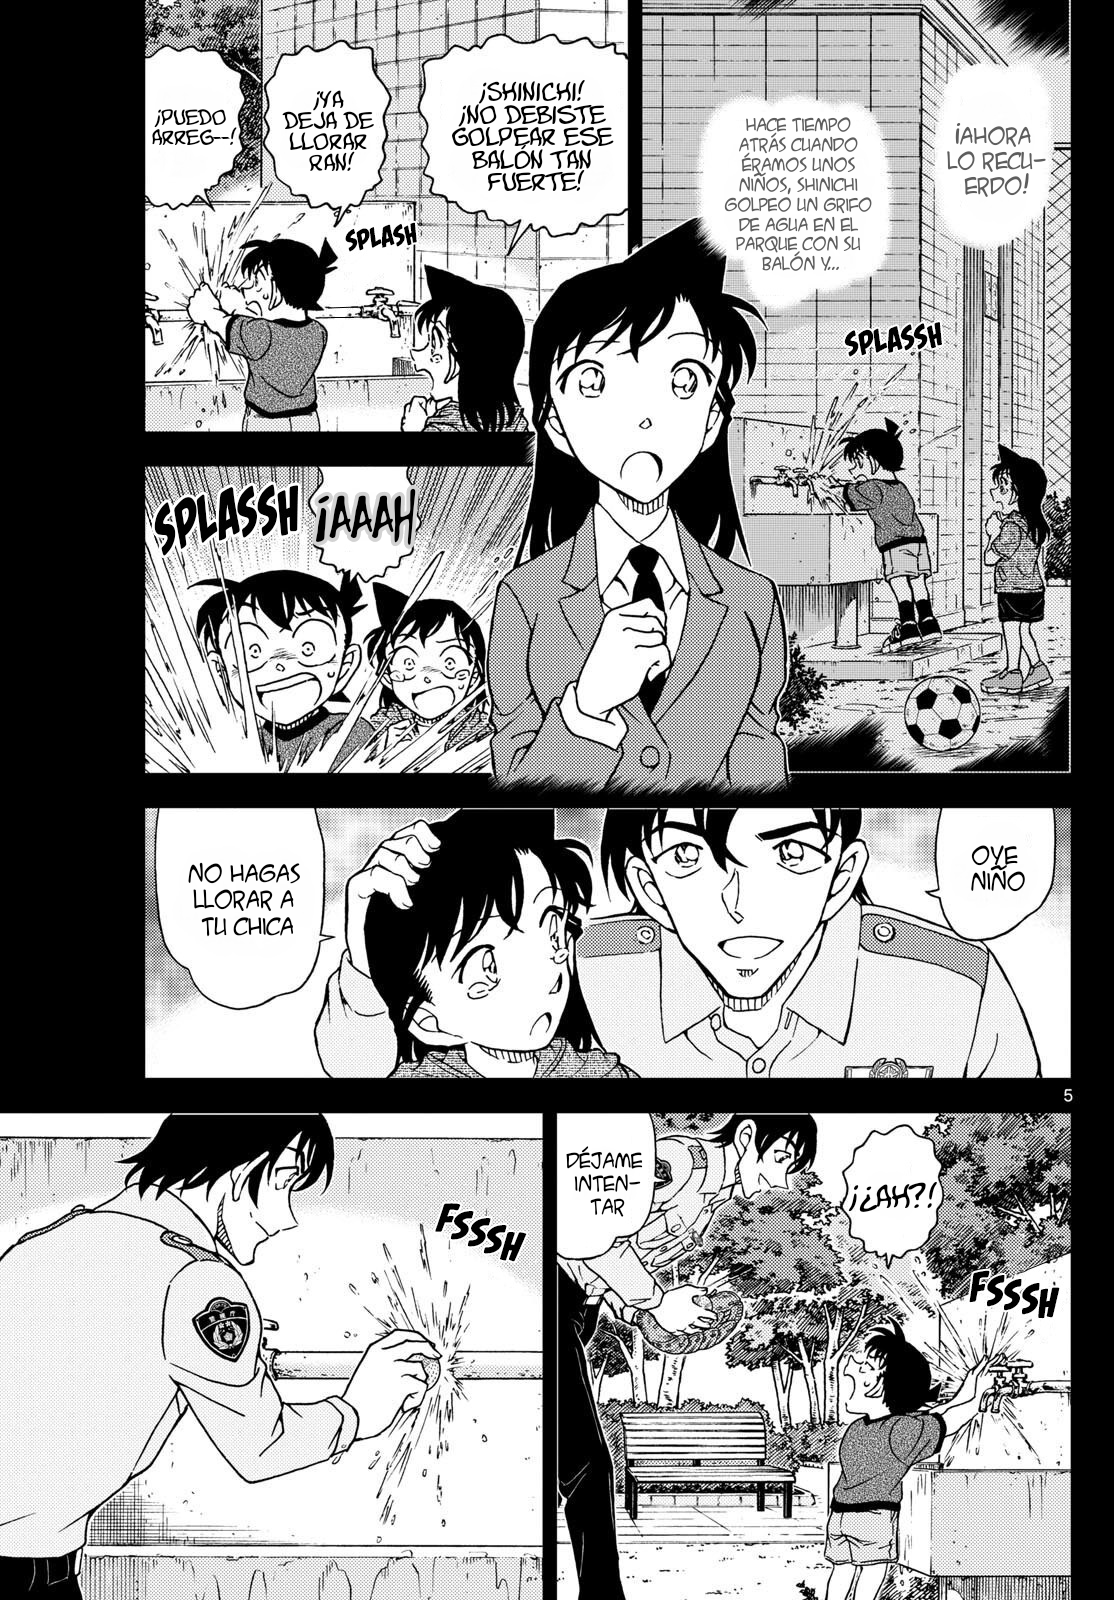 ¡AHORA
LO RECU-
ERDO!
HACE TIEMPO
ATRÁS CUANDO
ÉRAMOS UNOS
NIÑOS, SHINICHI
GOLPEO UN GRIFO
DE AGUA EN EL
PARQUE CON SU
BALÓN Y...
SPLASSH
¡SHINICHI!
¡NO DEBISTE
GOLPEAR ESE
BALÓN TAN
FUERTE!
¡YA
DEJA DE
LLORAR
RAN!
¡PUEDO
ARREG--!
SPLASH
¡AAAH
SPLASSH
OYE
NIÑO
NO HAGAS
LLORAR A
TU CHICA
5
¡¿AH?!
DÉJAME
INTEN-
TAR
FSSSH
FSSSH